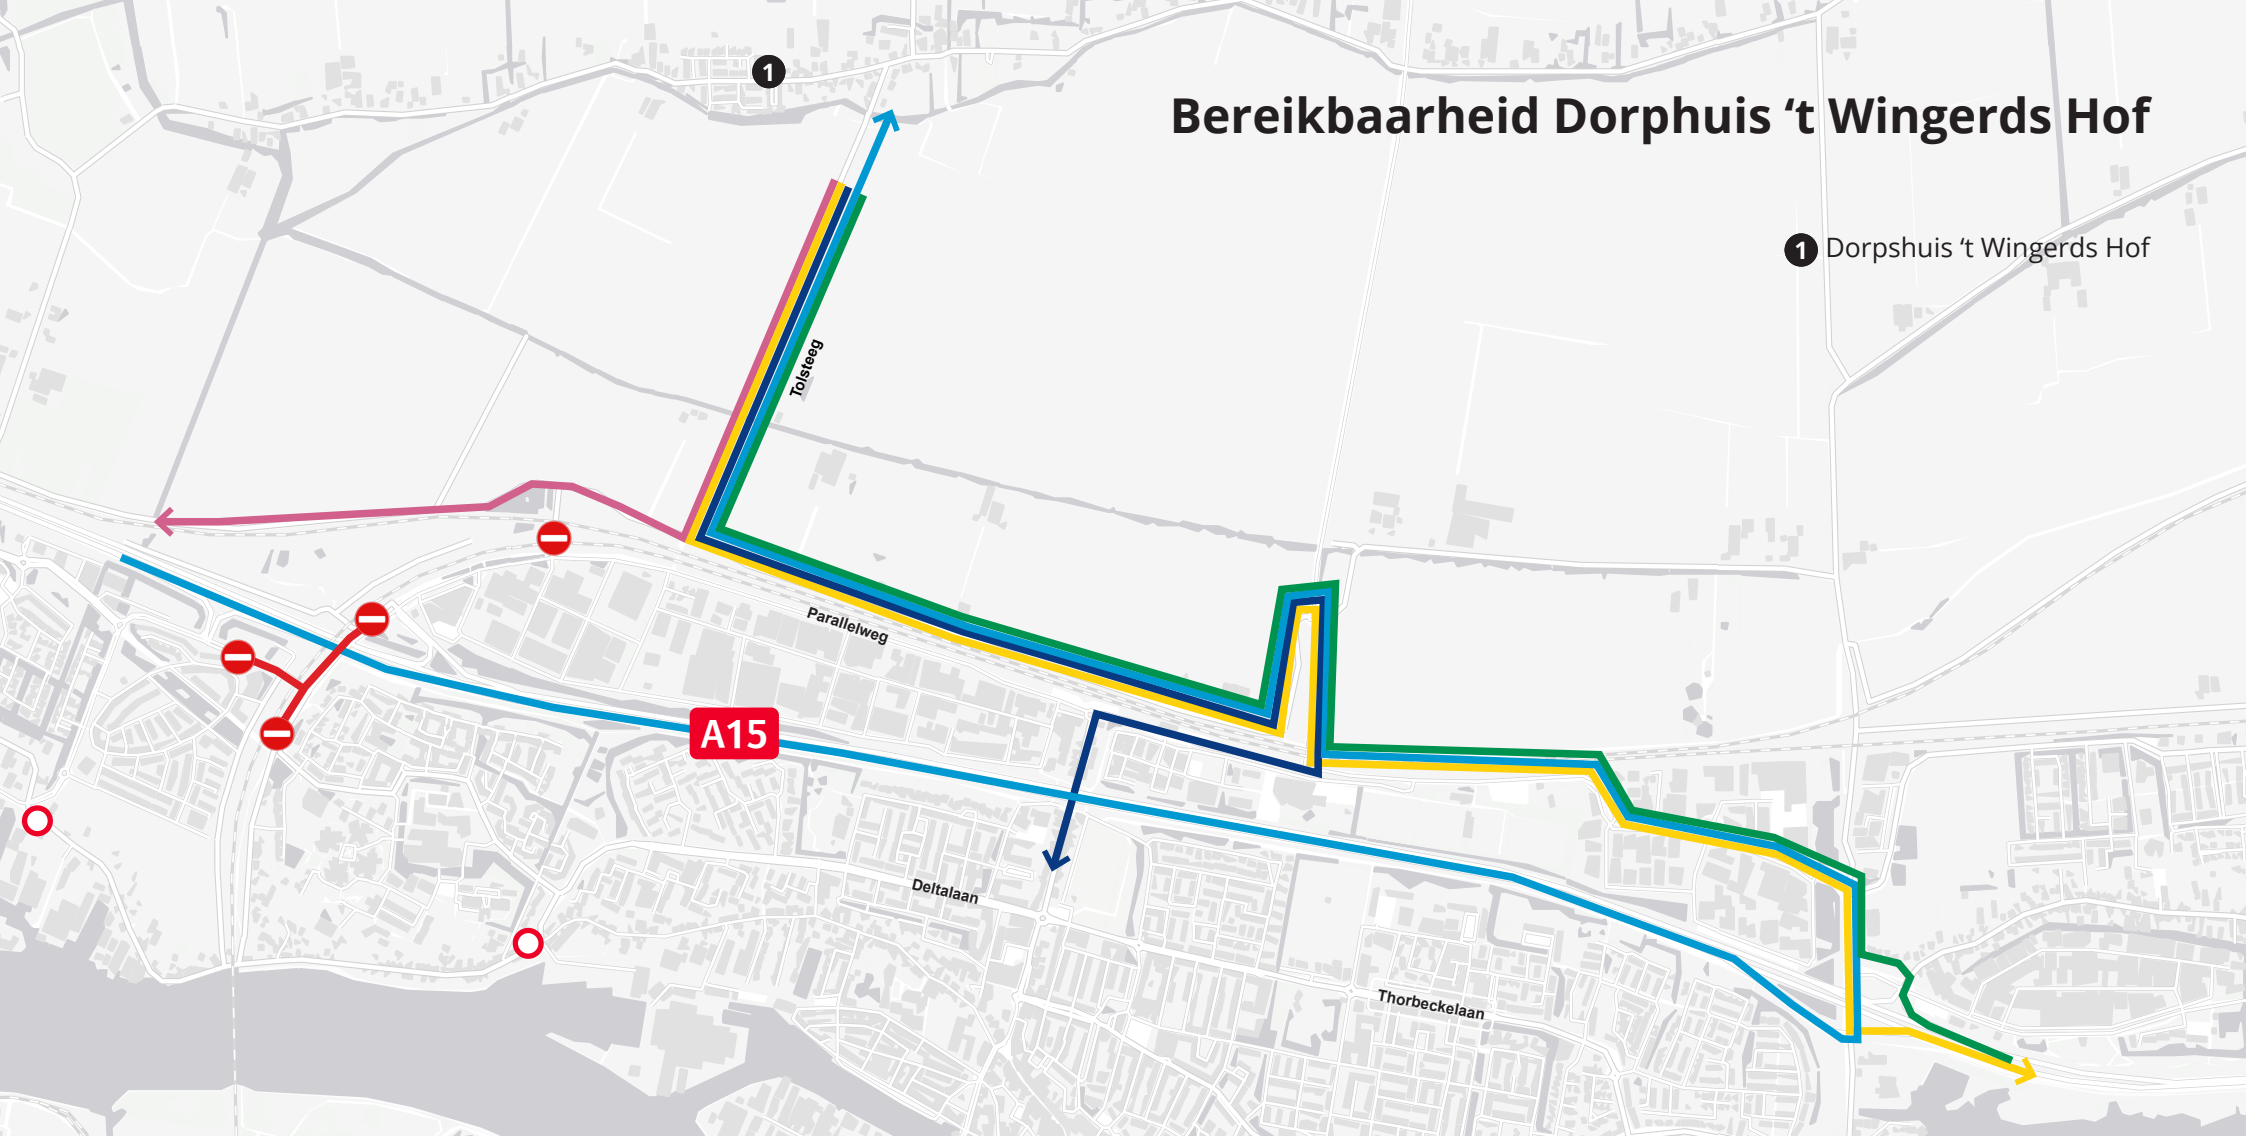 1
Bereikbaarheid Dorphuis ‘t Wingerds Hof
1 Dorpshuis ‘t Wingerds Hof
Tolsteeg
Parallelweg
A15
Deltalaan
Thorbeckelaan